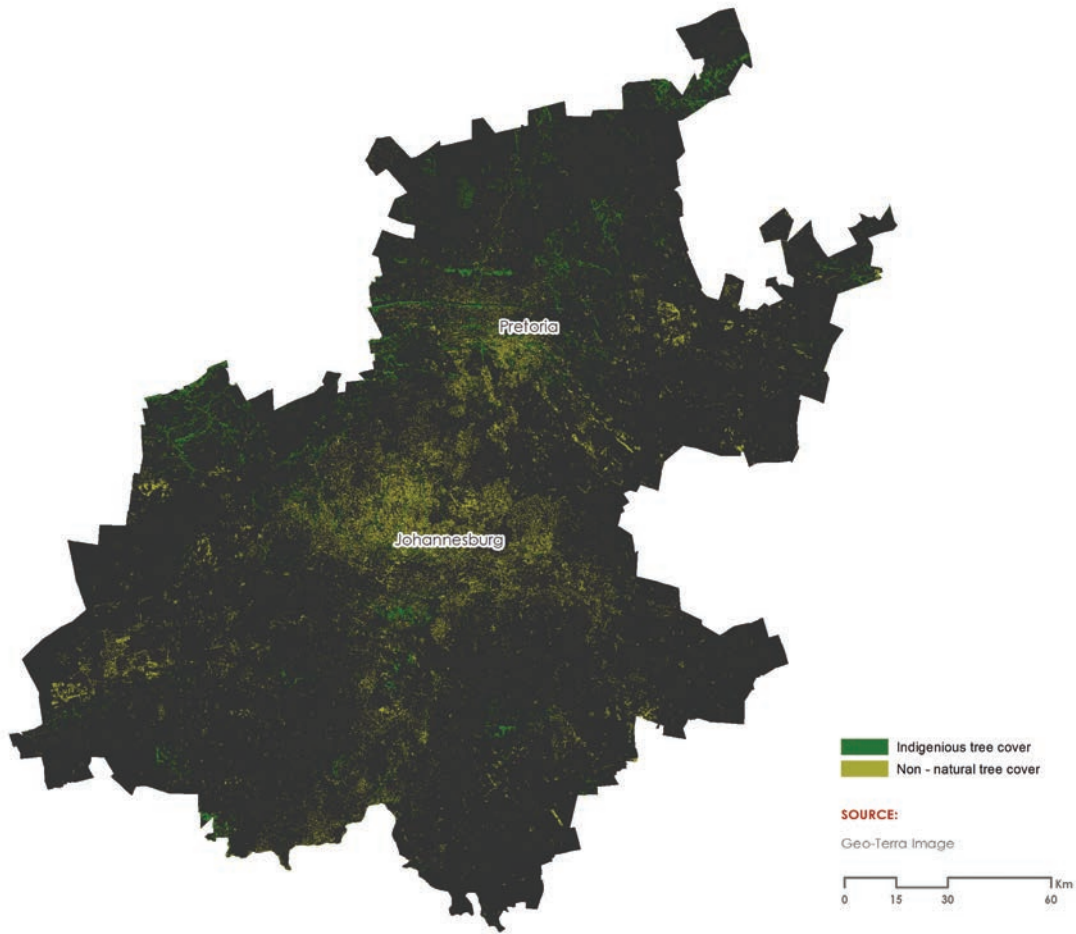 Pretoria
Johannesburg
Indigenious tree cover
Non - natural tree cover
SOURCE:
Geo-Terra Image
Km
0 15 30 60